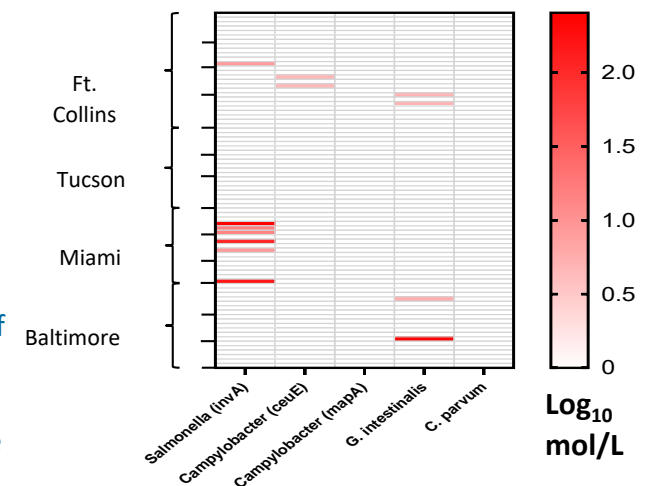 Ft.
Collins
Tucson
Miami
Baltimore
f
Salmonella (invA)
Campylobacter (ceuE)
Campylobacter (mapA)
G. intestinalis
C. parvum
2.0
1.5
1.0
0.5
0
Log₁₀
mol/L